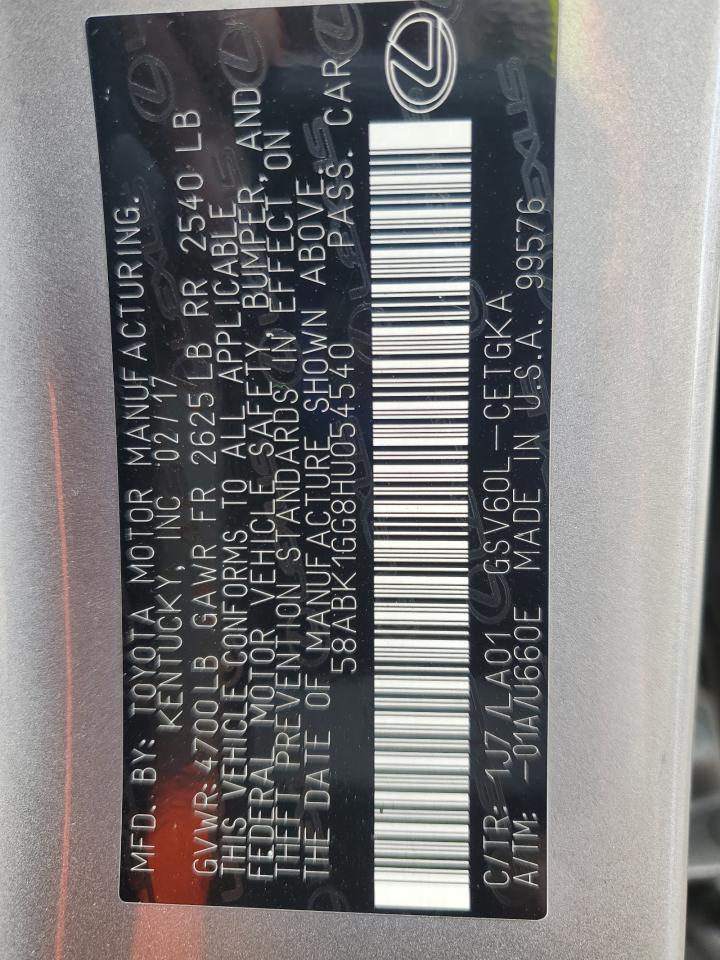 MFD. BY: TOYOTA MOTOR MANUFACTURING.
KENTUCKY, INC 02/17
GVWR: 4700LB GAWR FR 2625LB RR 2540 LB
THIS VEHICLE CONFORMS TO ALL APPLICABLE
FEDERAL MOTOR VEHICLE SAFETY, BUMPER, AND
THEFT PREVENTION STANDARDS IN EFFECT ON
THE DATE OF MANUFACTURE SHOWN ABOVE.
58ABK1GG8HU054540 PASS. CAR
C/TR: 1J7/LA01 GSV60L-CETGKA
A/TM: -01A/U660E MADE IN U.S.A. 99576